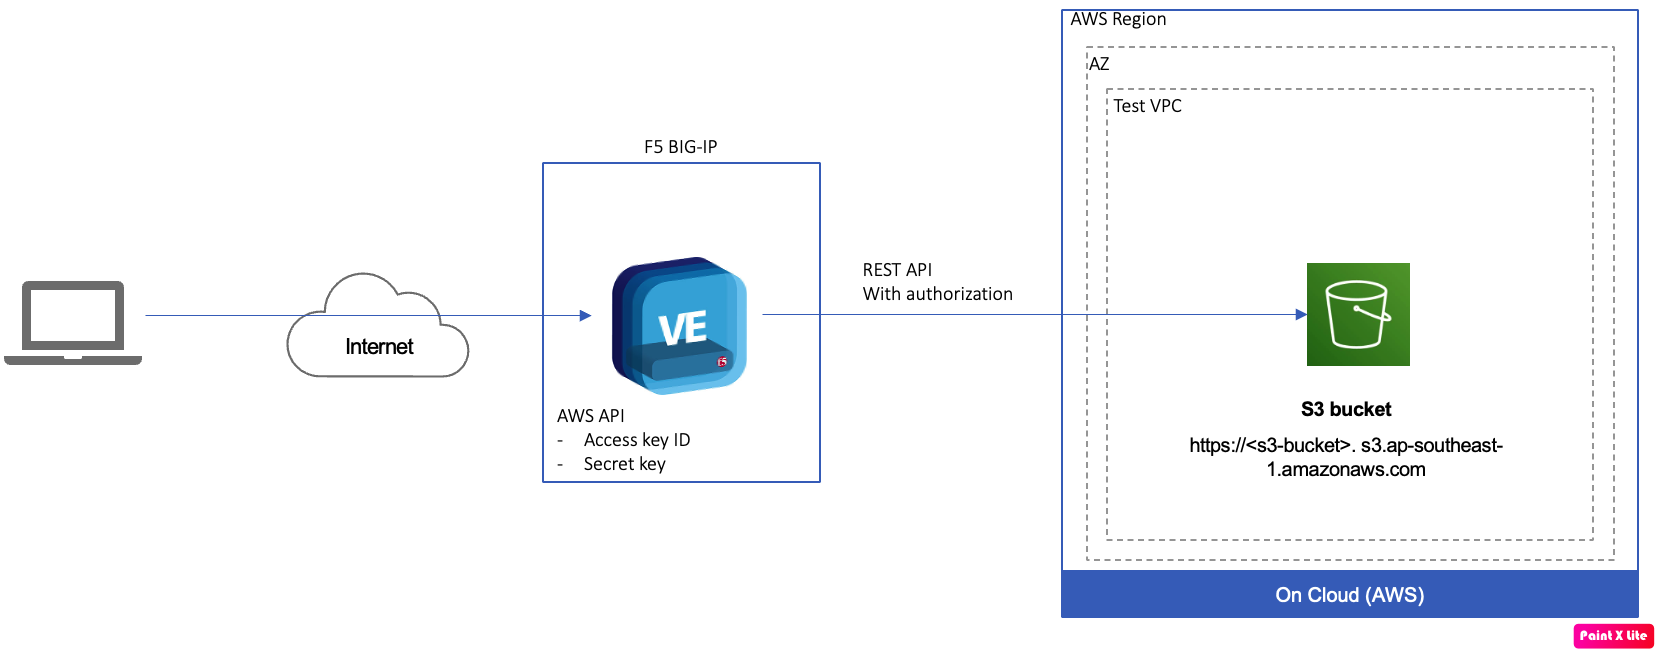 AWS Region
AZ
Test VPC
F5 BIG-IP
VE
f5
REST API
With authorization
Internet
AWS API
- Access key ID
- Secret key
S3 bucket
https://<s3-bucket>. s3.ap-southeast-
1.amazonaws.com
On Cloud (AWS)
Paint X Lite